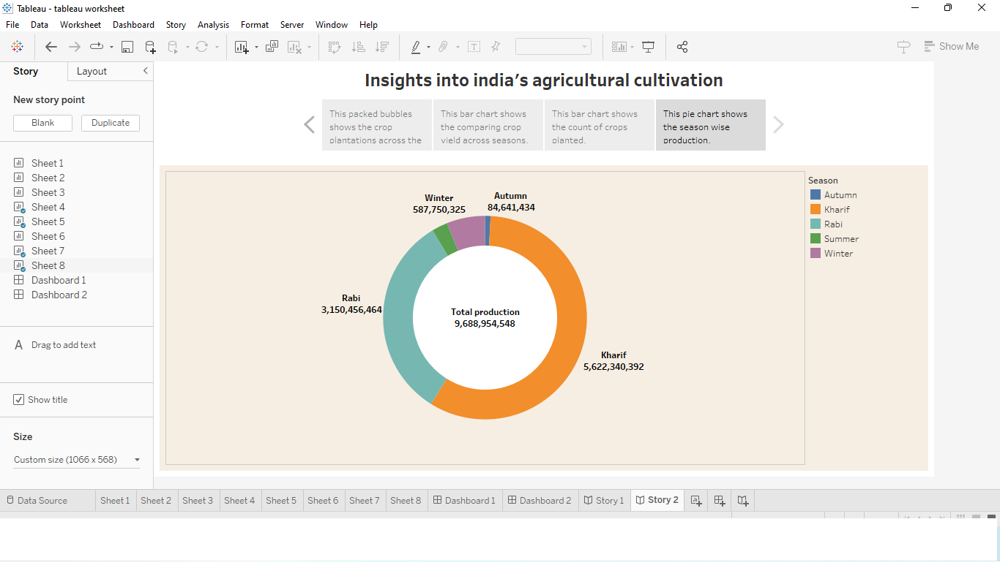 Tableau - tableau worksheet
File Data Worksheet Dashboard Story Analysis Format Server Window Help
Show Me
Story Layout
New story point
Blank Duplicate
Sheet 1
Sheet 2
Sheet 3
Sheet 4
Sheet 5
Sheet 6
Sheet 7
Sheet 8
Dashboard 1
Dashboard 2
A Drag to add text
Show title
Size
Custom size (1066 x 568)
Insights into india's agricultural cultivation
This packed bubbles
shows the crop
plantations across the
This bar chart shows
the comparing crop
yield across seasons.
This bar chart shows
the count of crops
planted.
This pie chart shows
the season wise
production.
Winter
587,750,325
Autumn
84,641,434
Rabi
3,150,456,464
Total production
9,688,954,548
Kharif
5,622,340,392
Season
Autumn
Kharif
Rabi
Summer
Winter
Data Source Sheet 1 Sheet 2 Sheet 3 Sheet 4 Sheet 5 Sheet 6 Sheet 7 Sheet 8 Dashboard 1 Dashboard 2 Story 1 Story 2